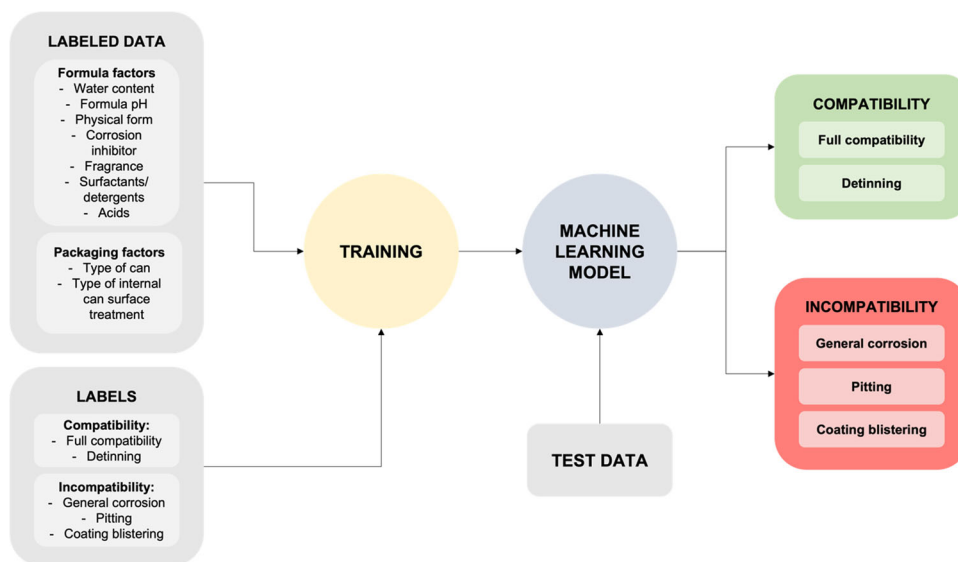 LABELED DATA
Formula factors
- Water content
- Formula pH
- Physical form
- Corrosion
inhibitor
- Fragrance
- Surfactants/
detergents
- Acids
Packaging factors
- Type of can
- Type of internal
can surface
treatment
LABELS
Compatibility:
- Full compatibility
- Detinning
Incompatibility:
- General corrosion
- Pitting
- Coating blistering
TRAINING
MACHINE
LEARNING
MODEL
TEST DATA
COMPATIBILITY
Full compatibility
Detinning
INCOMPATIBILITY
General corrosion
Pitting
Coating blistering